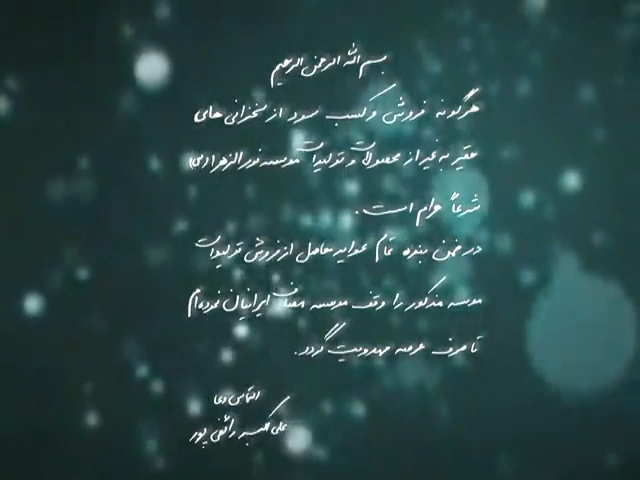 بسم الله الرحمن الرحیم
هرگونه فروش و کسب سود از سخنرانی های
حقیر به غیر از محصولات و تولیدات موسسه نور الزهرا (س)
شرعاً حرام است.
در ضمن بنده تمام عواید حاصل از فروش تولیدات
موسسه مذکور را وقف موسسه مصاف ایرانیان نموده ام
تا صرف عرصه مهدویت گردد.
التماس دعا
علی اکبر رائفی پور